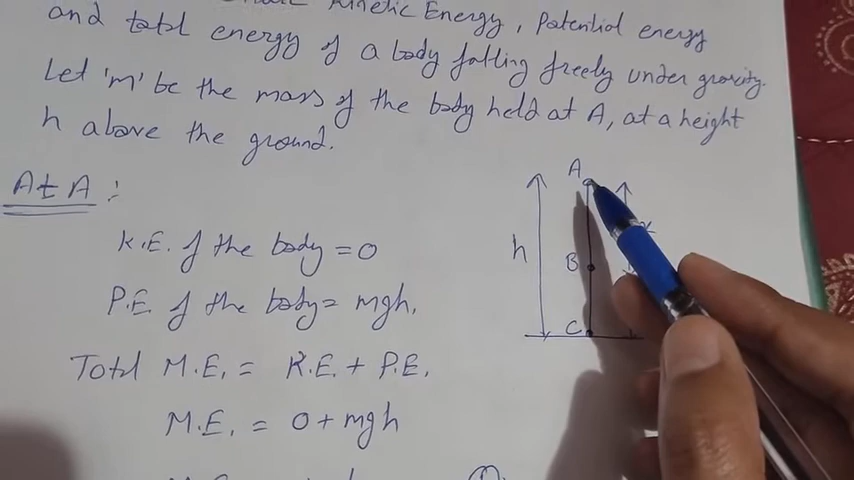 Kinetic Energy, Potential energy
and total energy of a body falling freely under gravity.
Let 'm' be the mass of the body held at A, at a height
h above the ground.
At A :
K.E. of the body = 0
P.E. of the body = mgh.
Total M.E. = K.E. + P.E.
M.E. = 0 + mgh
A
x
h
B
C